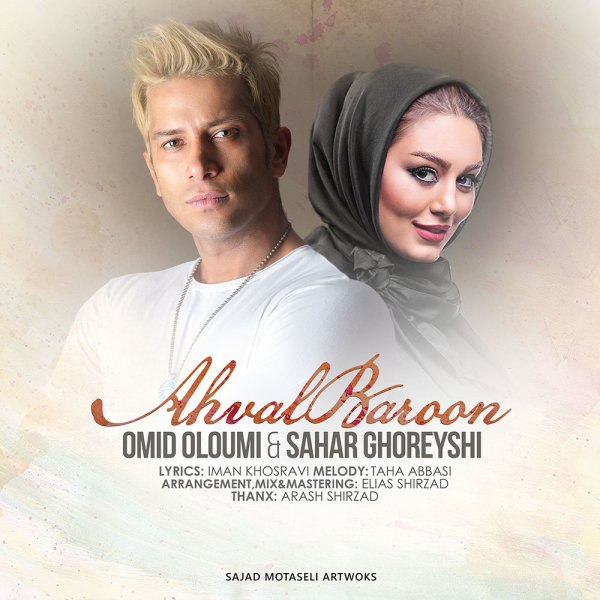 Ahval Baroon
OMID OLOUMI & SAHAR GHOREYSHI
LYRICS: IMAN KHOSRAVI MELODY: TAHA ABBASI
ARRANGEMENT,MIX&MASTERING: ELIAS SHIRZAD
THANX: ARASH SHIRZAD
SAJAD MOTASELI ARTWOKS